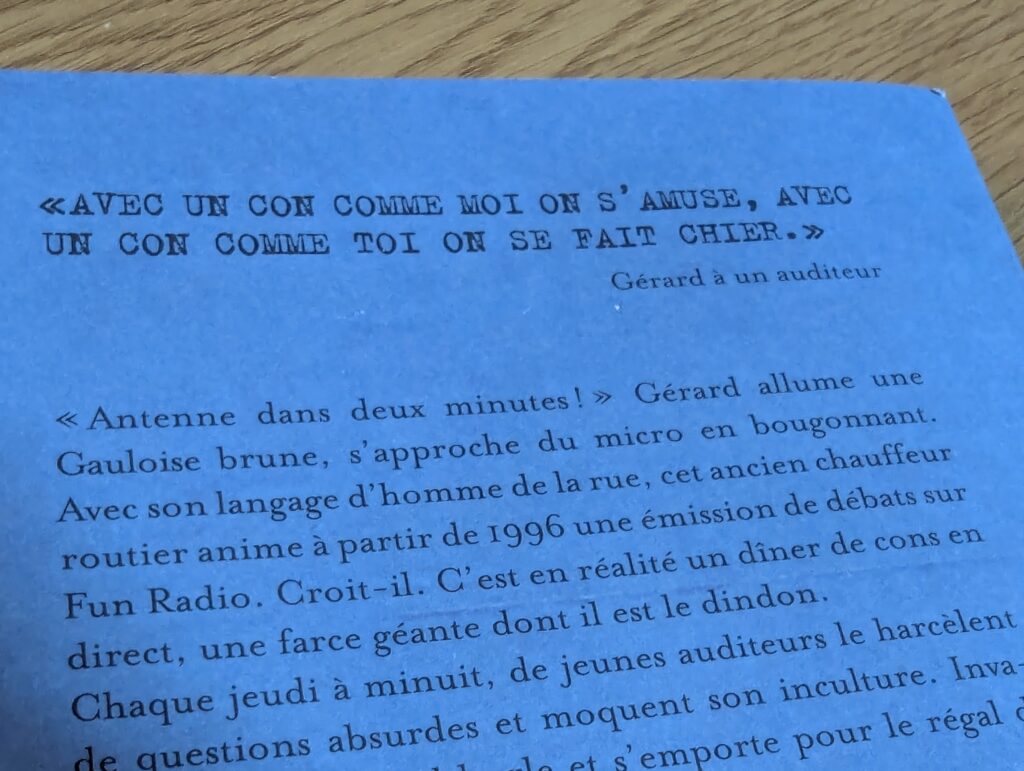 «AVEC UN CON COMME MOI ON S'AMUSE, AVEC
UN CON COMME TOI ON SE FAIT CHIER.»
Gérard à un auditeur
« Antenne dans deux minutes! » Gérard allume une
Gauloise brune, s'approche du micro en bougonnant.
Avec son langage d'homme de la rue, cet ancien chauffeur
routier anime à partir de 1996 une émission de débats sur
Fun Radio. Croit-il. C'est en réalité un dîner de cons en
direct, une farce géante dont il est le dindon.
Chaque jeudi à minuit, de jeunes auditeurs le harcèlent
de questions absurdes et moquent son inculture. Inva-
et s'emporte pour le régal